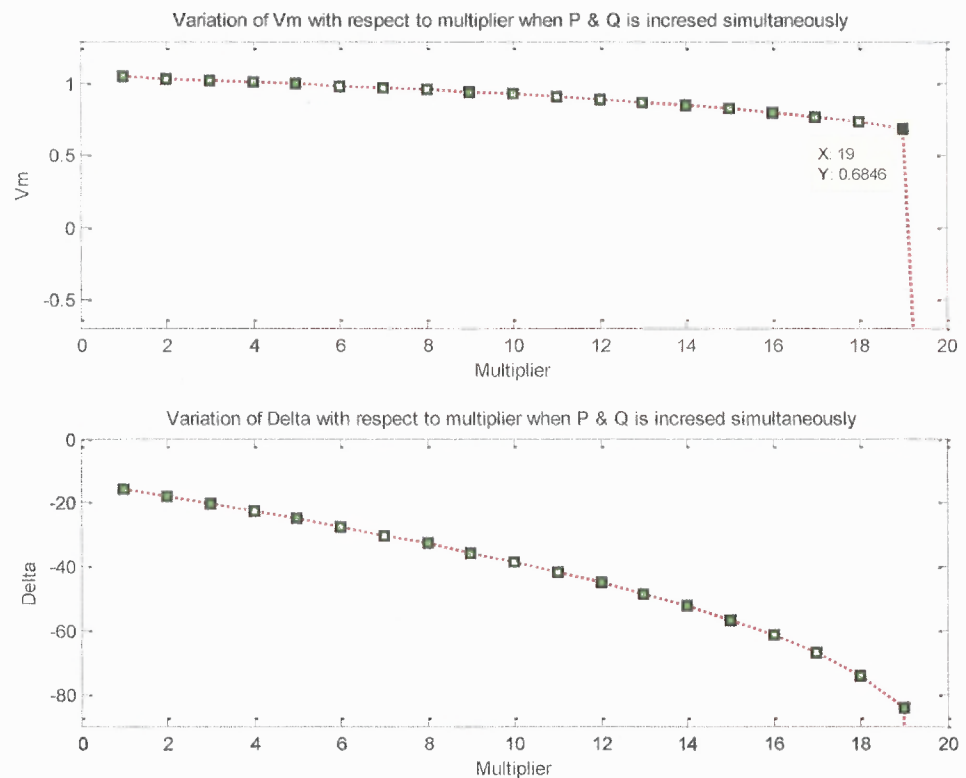 Variation of Vm with respect to multiplier when P & Q is incresed simultaneously
1
0.5
0
-0.5
Vm
X: 19
Y: 0.6846
0 2 4 6 8 10 12 14 16 18 20
Multiplier
Variation of Delta with respect to multiplier when P & Q is incresed simultaneously
0
-20
-40
-60
-80
Delta
0 2 4 6 8 10 12 14 16 18 20
Multiplier